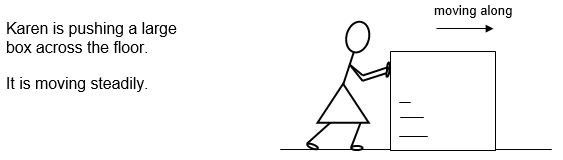 Karen is pushing a large
box across the floor.
It is moving steadily.
moving along